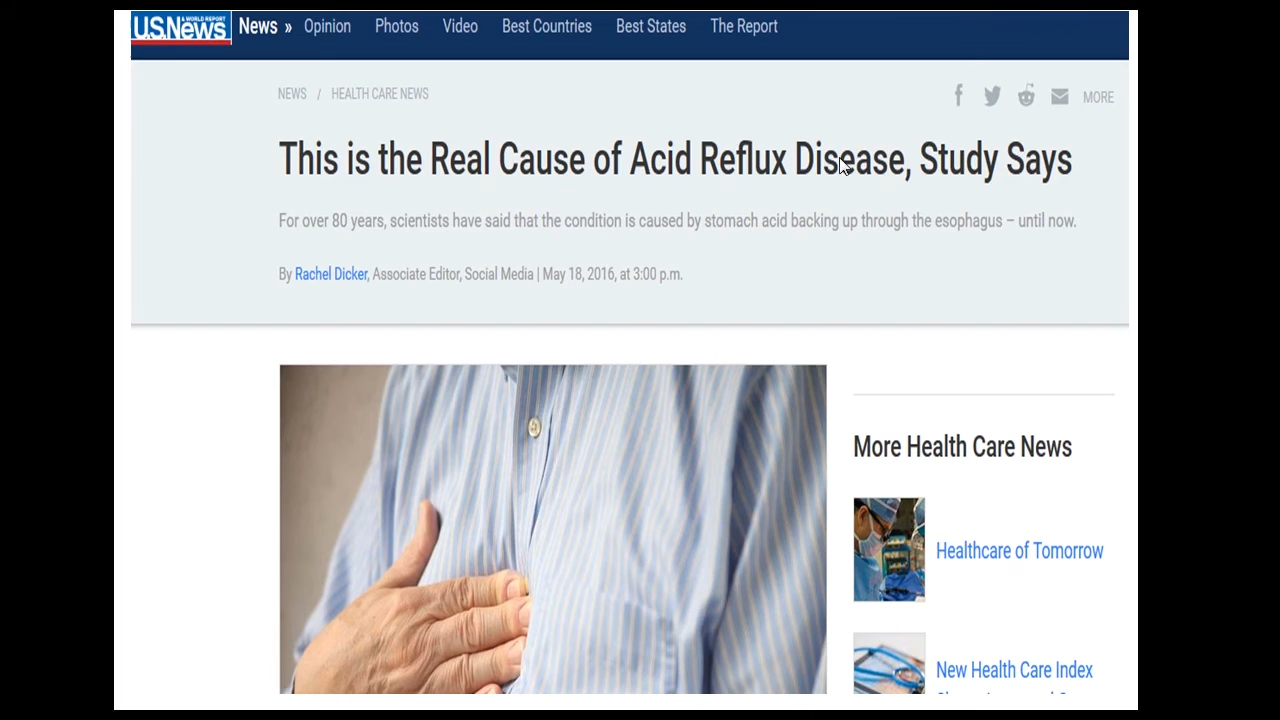 U.S.News
& WORLD REPORT
News » Opinion Photos Video Best Countries Best States The Report
NEWS / HEALTH CARE NEWS
MORE
This is the Real Cause of Acid Reflux Disease, Study Says
For over 80 years, scientists have said that the condition is caused by stomach acid backing up through the esophagus – until now.
By Rachel Dicker, Associate Editor, Social Media | May 18, 2016, at 3:00 p.m.
More Health Care News
Healthcare of Tomorrow
New Health Care Index